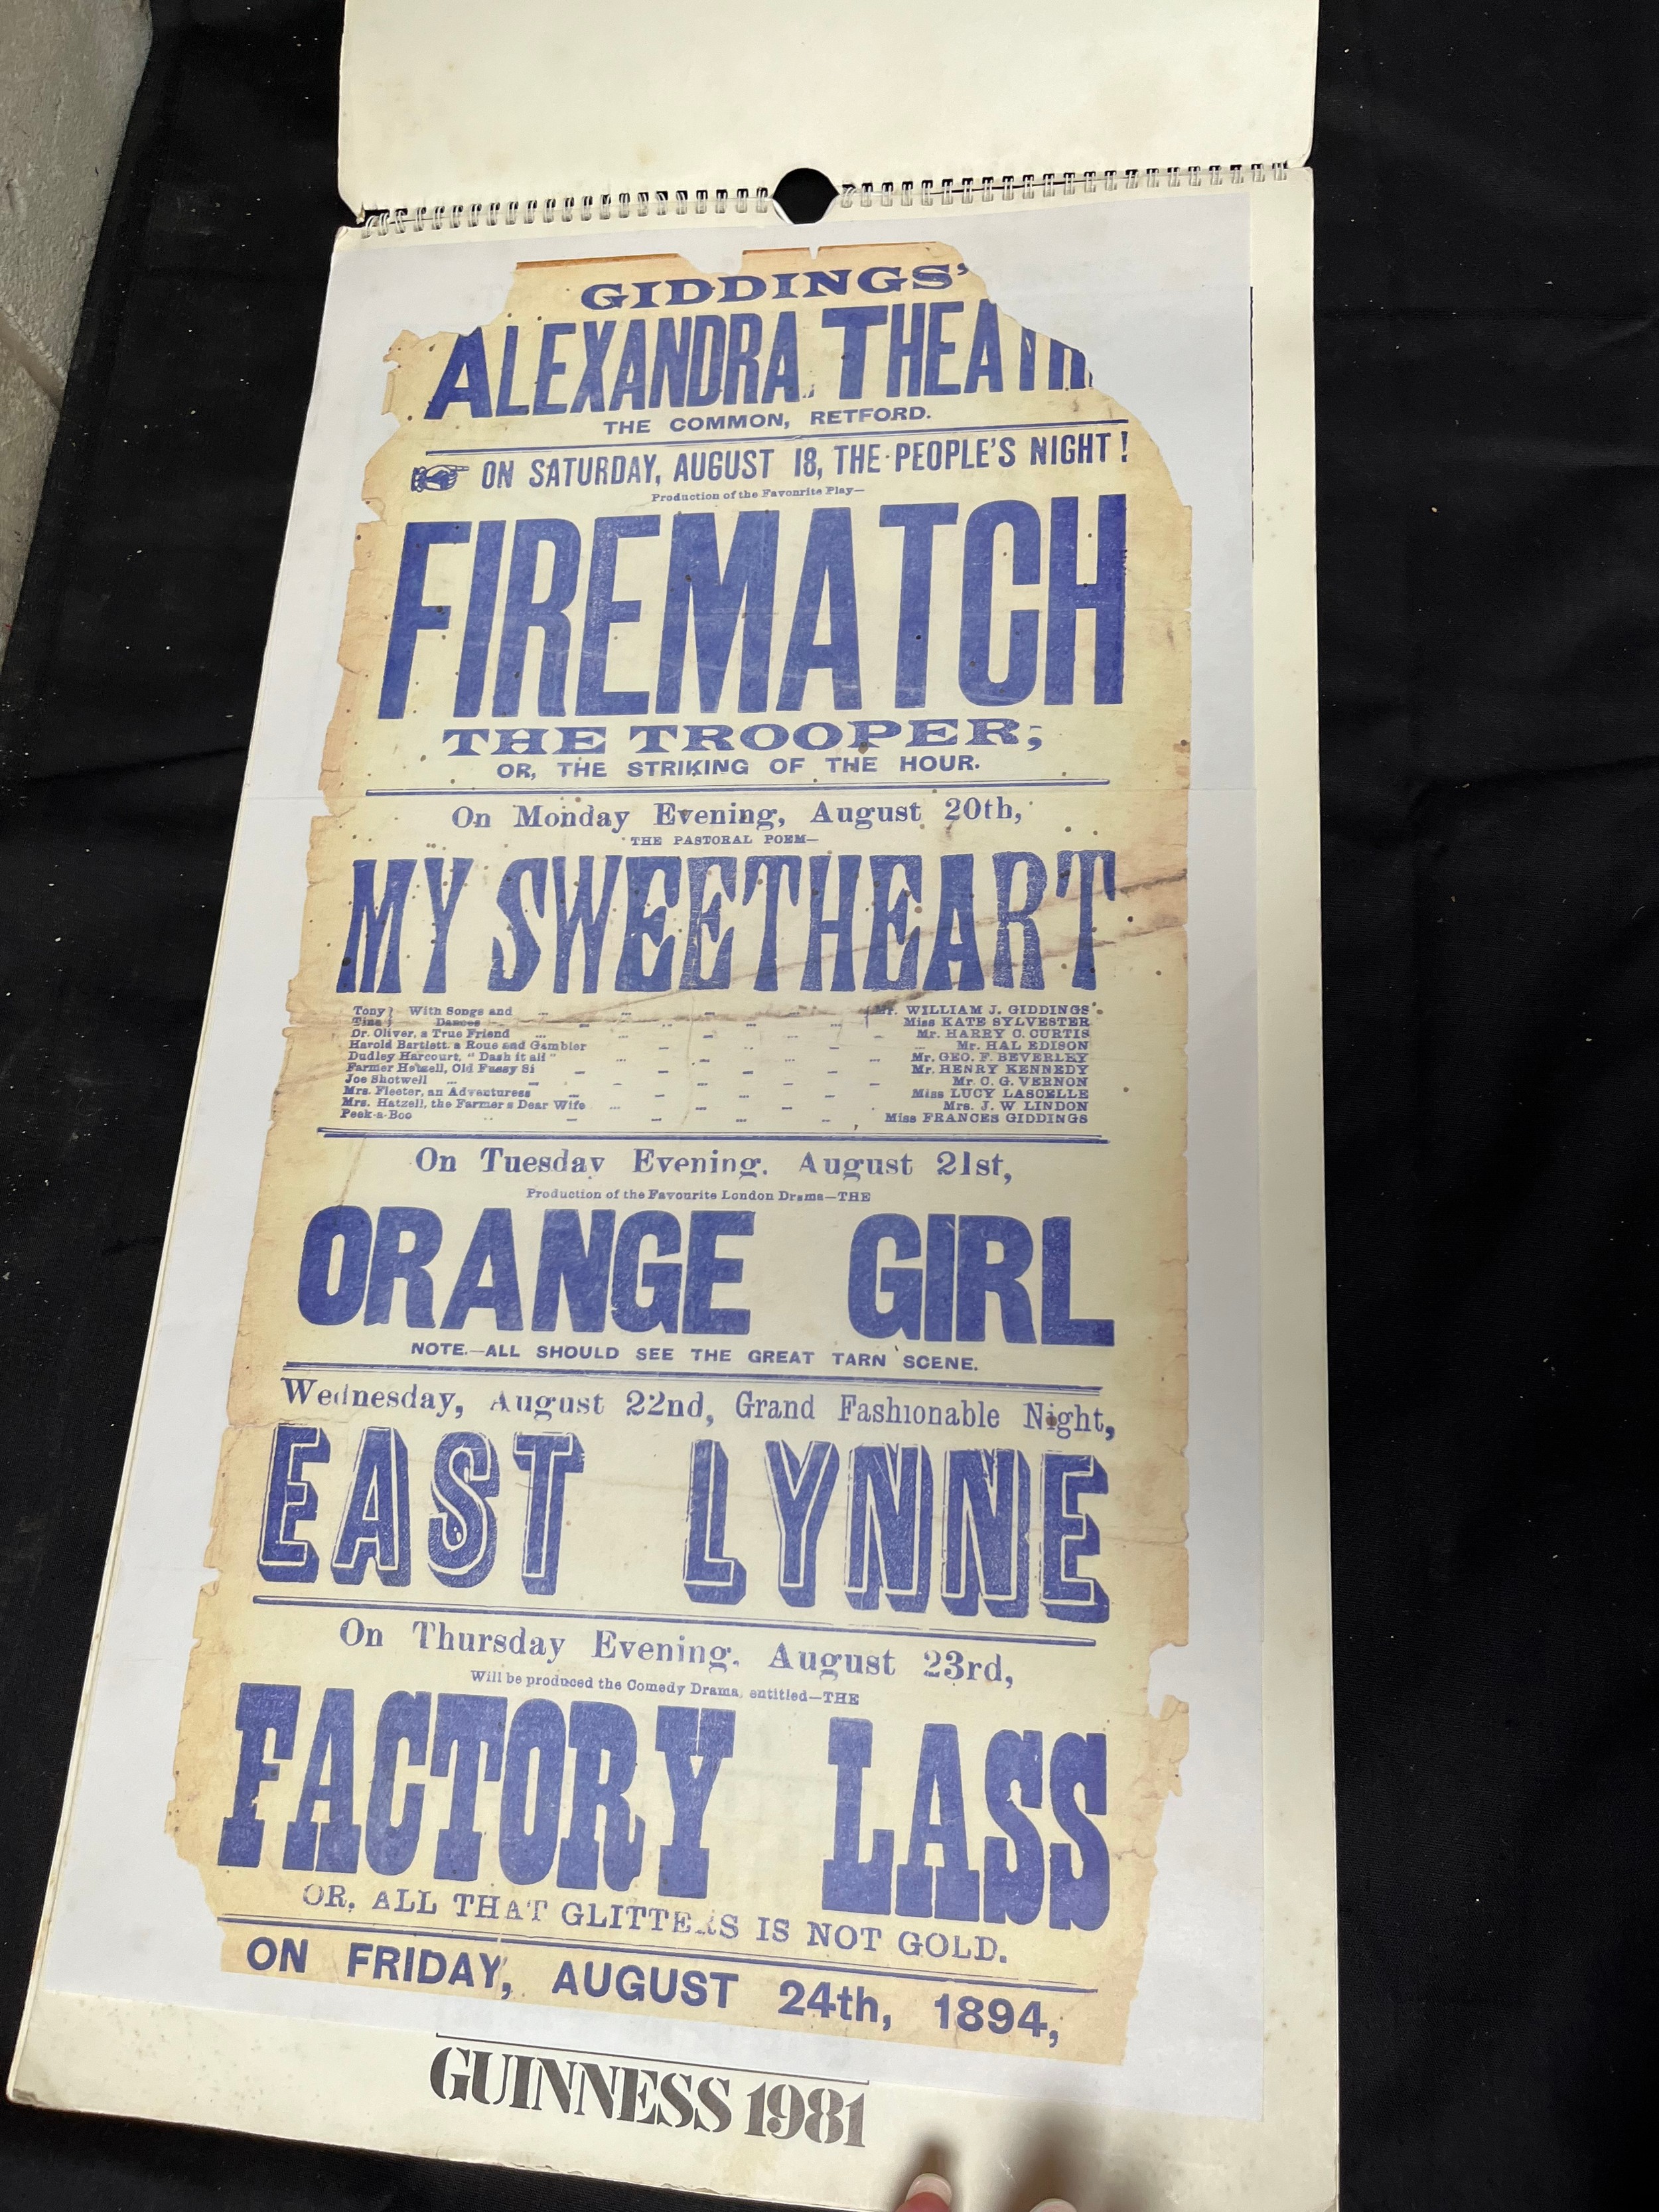 GIDDINGS'
ALEXANDRA THEATR
THE COMMON, RETFORD.
ON SATURDAY, AUGUST 18, THE PEOPLE'S NIGHT!
Production of the Favourite Play—
FIREMATCH
THE TROOPER;
OR, THE STRIKING OF THE HOUR.
On Monday Evening, August 20th,
THE PASTORAL POEM—
MY SWEETHEART
Tony } With Songs and ... Mr. WILLIAM J. GIDDINGS
Tina } Dances ... Miss KATE SYLVESTER
Dr. Oliver, a True Friend ... Mr. HARRY C. CURTIS
Harold Bartlett, a Roue and Gambler ... Mr. HAL EDISON
Dudley Harcourt, "Dash it all" ... Mr. GEO. F. BEVERLEY
Farmer Hatzell, Old Fussy Si ... Mr. HENRY KENNEDY
Joe Shotwell ... Mr. C. G. VERNON
Mrs. Fleeter, an Adventuress ... Miss LUCY LASCELLE
Mrs. Hatzell, the Farmers Dear Wife ... Mrs. J. W. LINDON
Peek-a-Boo ... Miss FRANCES GIDDINGS
On Tuesday Evening, August 21st,
Production of the Favourite London Drama—THE
ORANGE GIRL
NOTE.—ALL SHOULD SEE THE GREAT TARN SCENE.
Wednesday, August 22nd, Grand Fashionable Night,
EAST LYNNE
On Thursday Evening, August 23rd,
Will be produced the Comedy Drama, entitled—THE
FACTORY LASS
OR, ALL THAT GLITTERS IS NOT GOLD.
ON FRIDAY, AUGUST 24th, 1894,
GUINNESS 1981